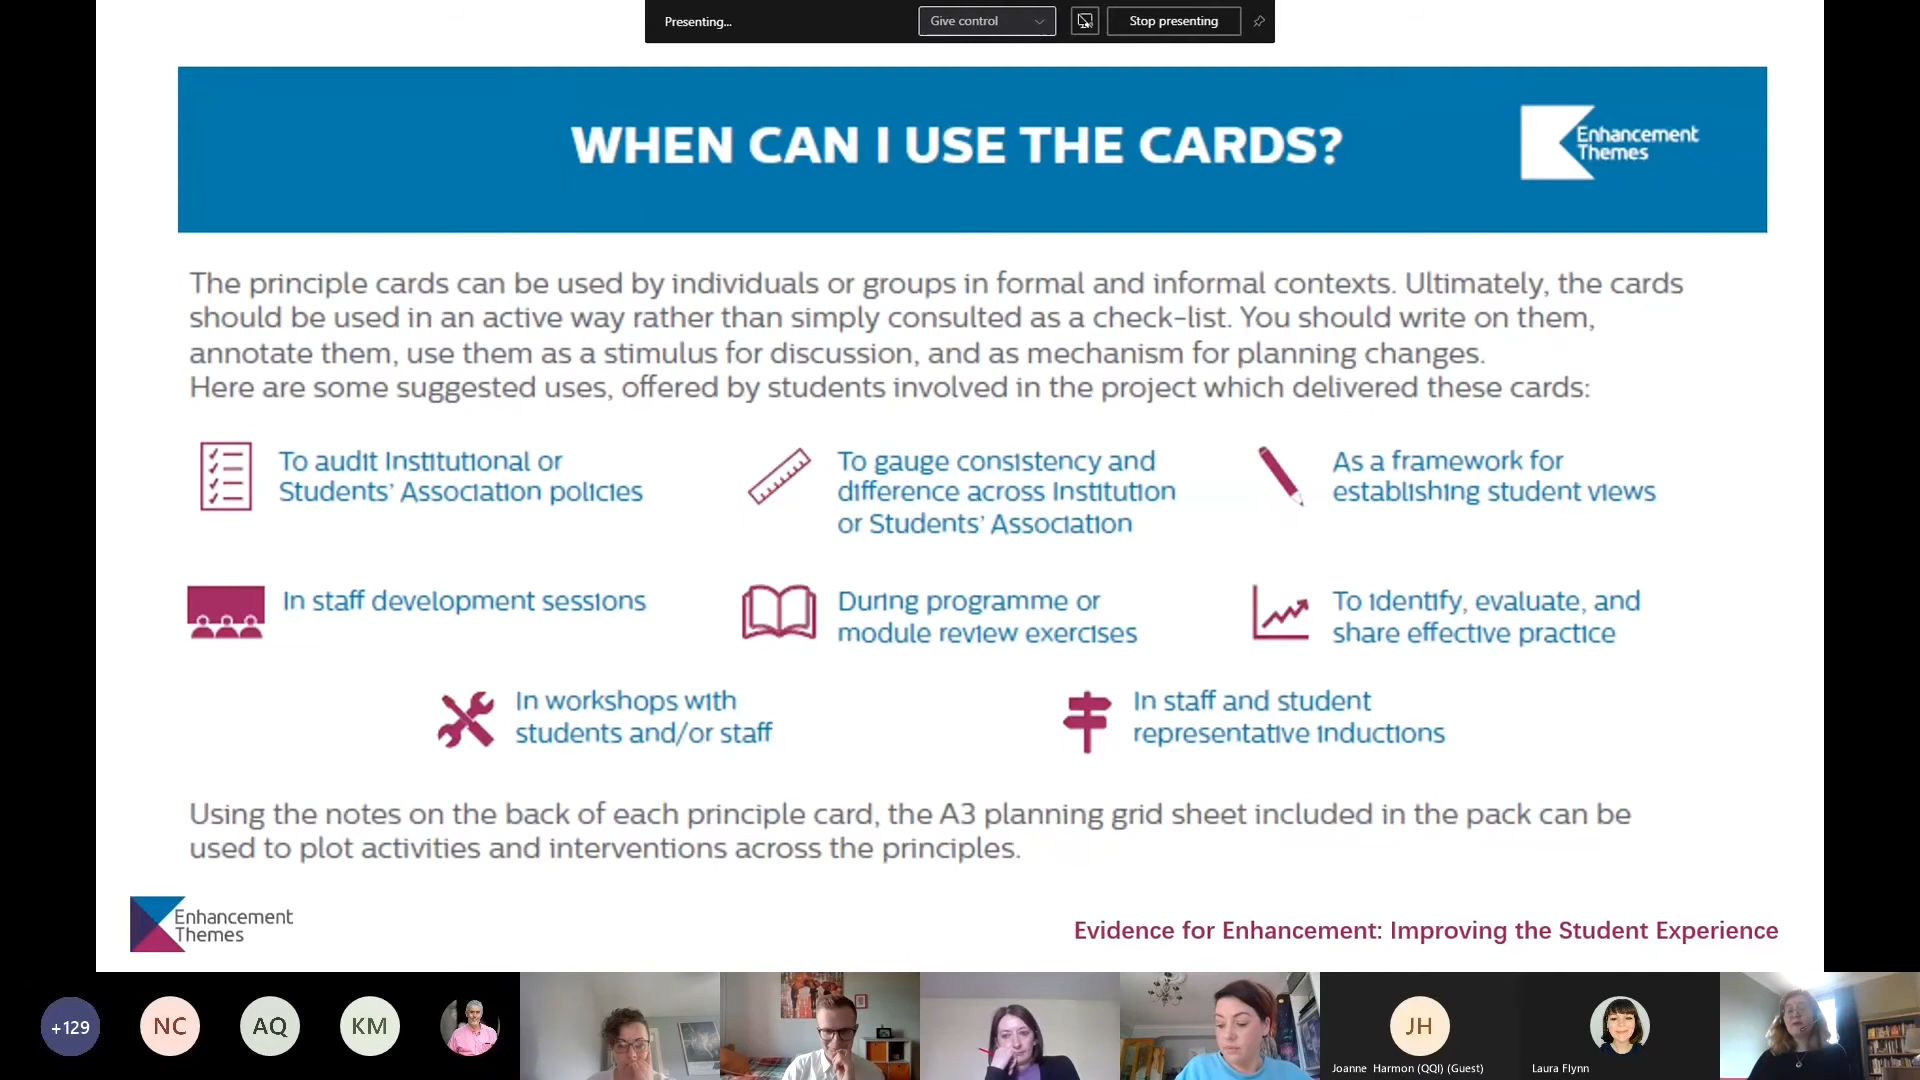 Presenting...
Give control
Stop presenting
WHEN CAN I USE THE CARDS?
Enhancement
Themes
The principle cards can be used by individuals or groups in formal and informal contexts. Ultimately, the cards
should be used in an active way rather than simply consulted as a check-list. You should write on them,
annotate them, use them as a stimulus for discussion, and as mechanism for planning changes.
Here are some suggested uses, offered by students involved in the project which delivered these cards:
To audit Institutional or
Students' Association policies
To gauge consistency and
difference across Institution
or Students' Association
As a framework for
establishing student views
In staff development sessions
During programme or
module review exercises
To identify, evaluate, and
share effective practice
In workshops with
students and/or staff
In staff and student
representative inductions
Using the notes on the back of each principle card, the A3 planning grid sheet included in the pack can be
used to plot activities and interventions across the principles.
Enhancement
Themes
Evidence for Enhancement: Improving the Student Experience
+129
NC
AQ
KM
JH
Joanne Harmon (QQI) (Guest)
Laura Flynn